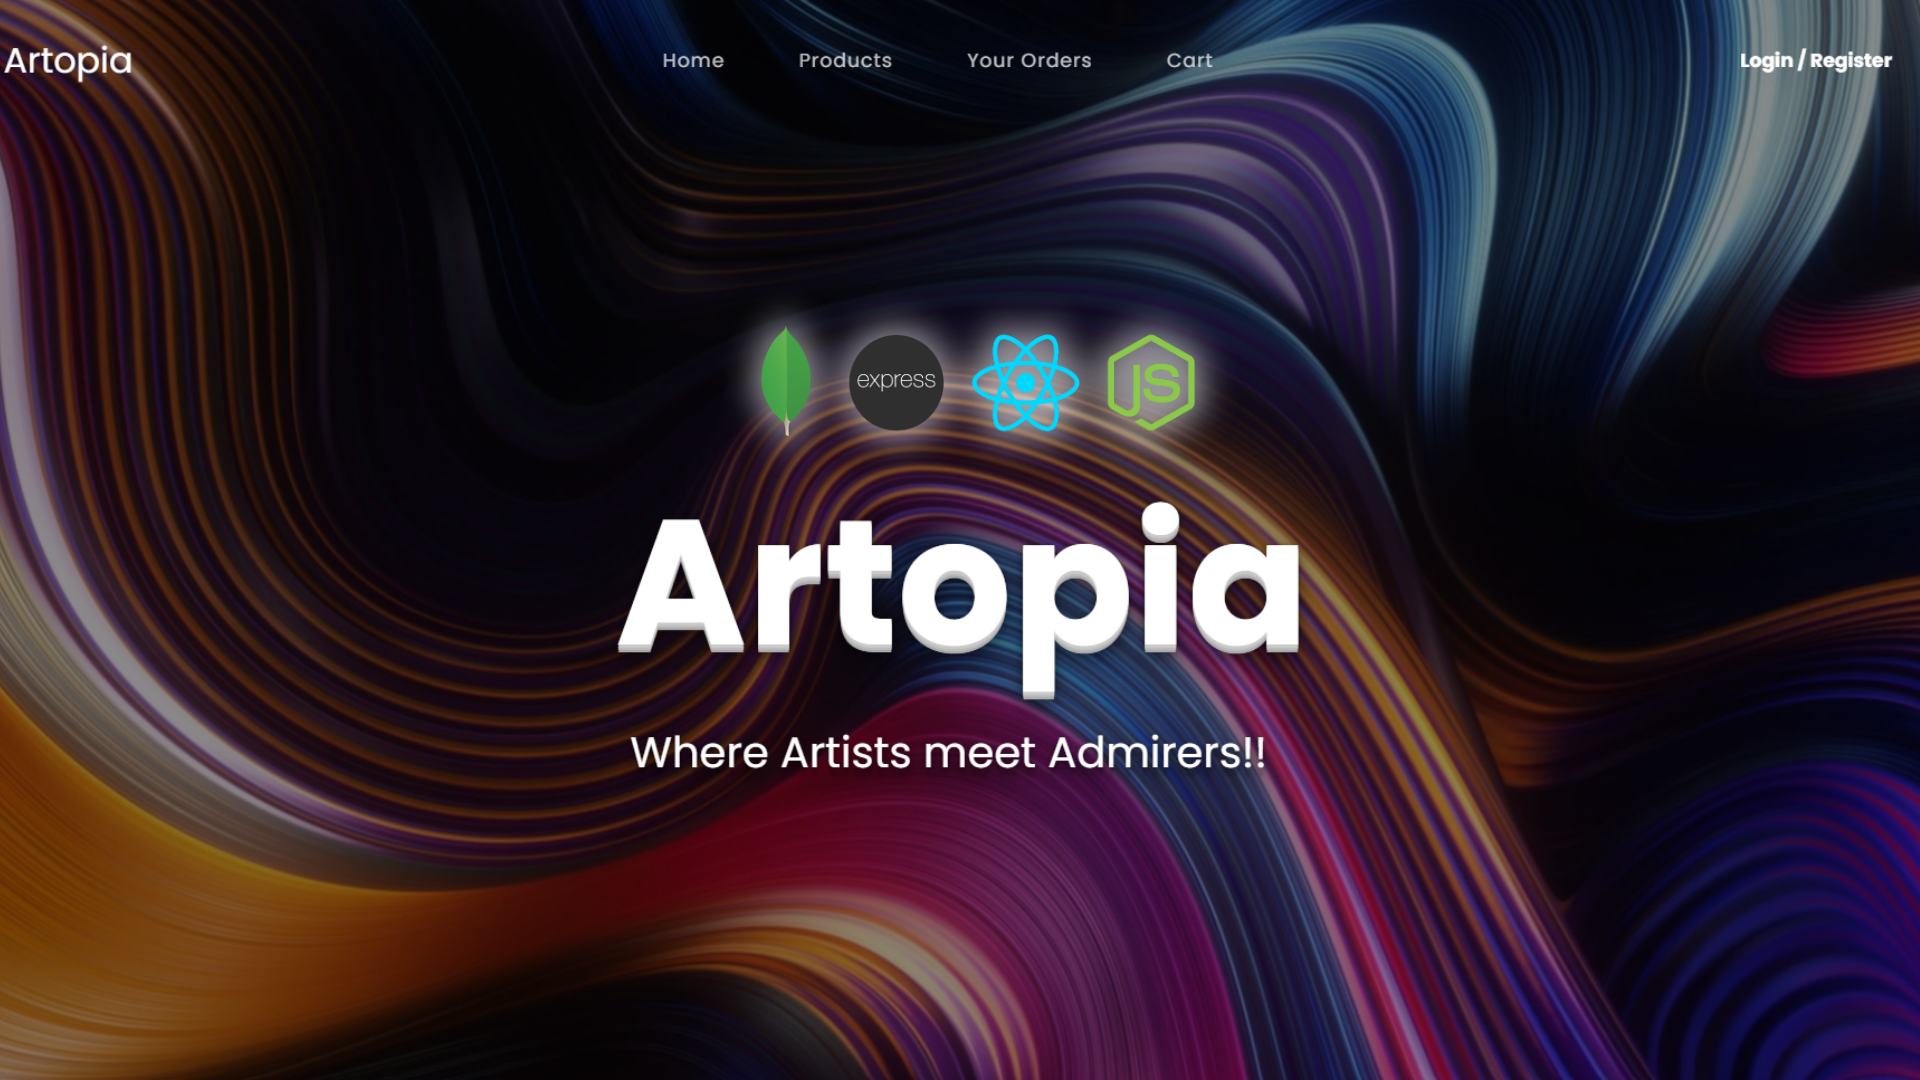 Artopia Home Products Your Orders Cart Login / Register
express JS
Artopia
Where Artists meet Admirers!!